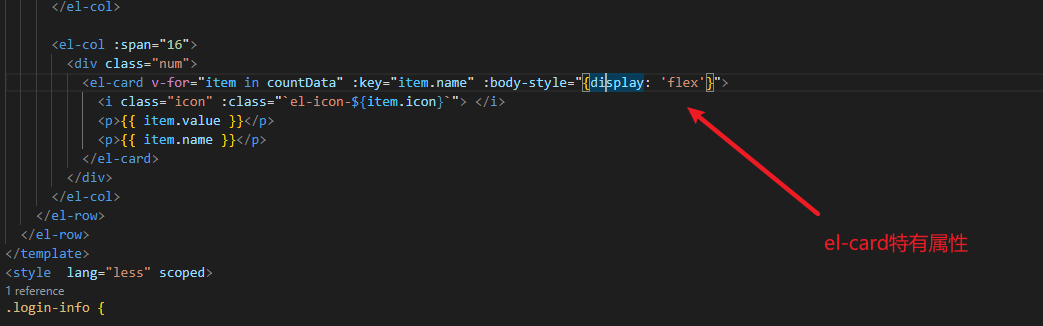 </el-col>
<el-col :span="16">
<div class="num">
<el-card v-for="item in countData" :key="item.name" :body-style="{display: 'flex'}">
<i class="icon" :class="`el-icon-${item.icon}`"> </i>
<p>{{ item.value }}</p>
<p>{{ item.name }}</p>
</el-card>
</div>
</el-col>
</el-row>
</el-row>
</template>
<style  lang="less" scoped>
1 reference
.login-info {
el-card特有属性